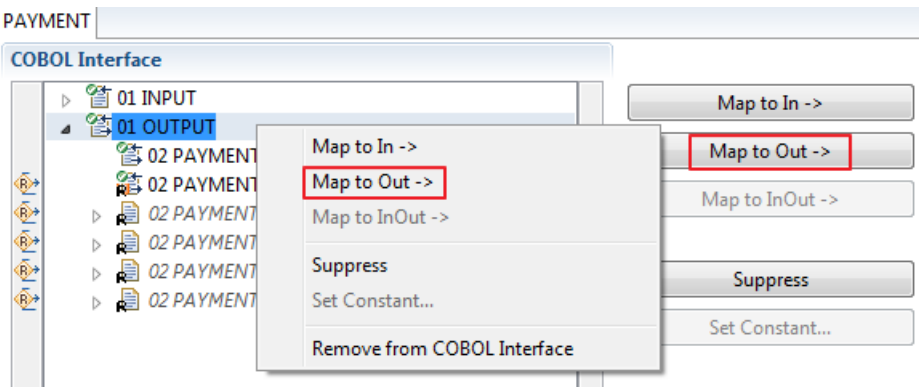 PAYMENT
COBOL Interface
01 INPUT
01 OUTPUT
02 PAYMENT
02 PAYMENT
02 PAYMENT
02 PAYMENT
02 PAYMENT
02 PAYMENT
R
R
R
R
R
Map to In ->
Map to Out ->
Map to InOut ->
Suppress
Set Constant...
Remove from COBOL Interface
Map to In ->
Map to Out ->
Map to InOut ->
Suppress
Set Constant...